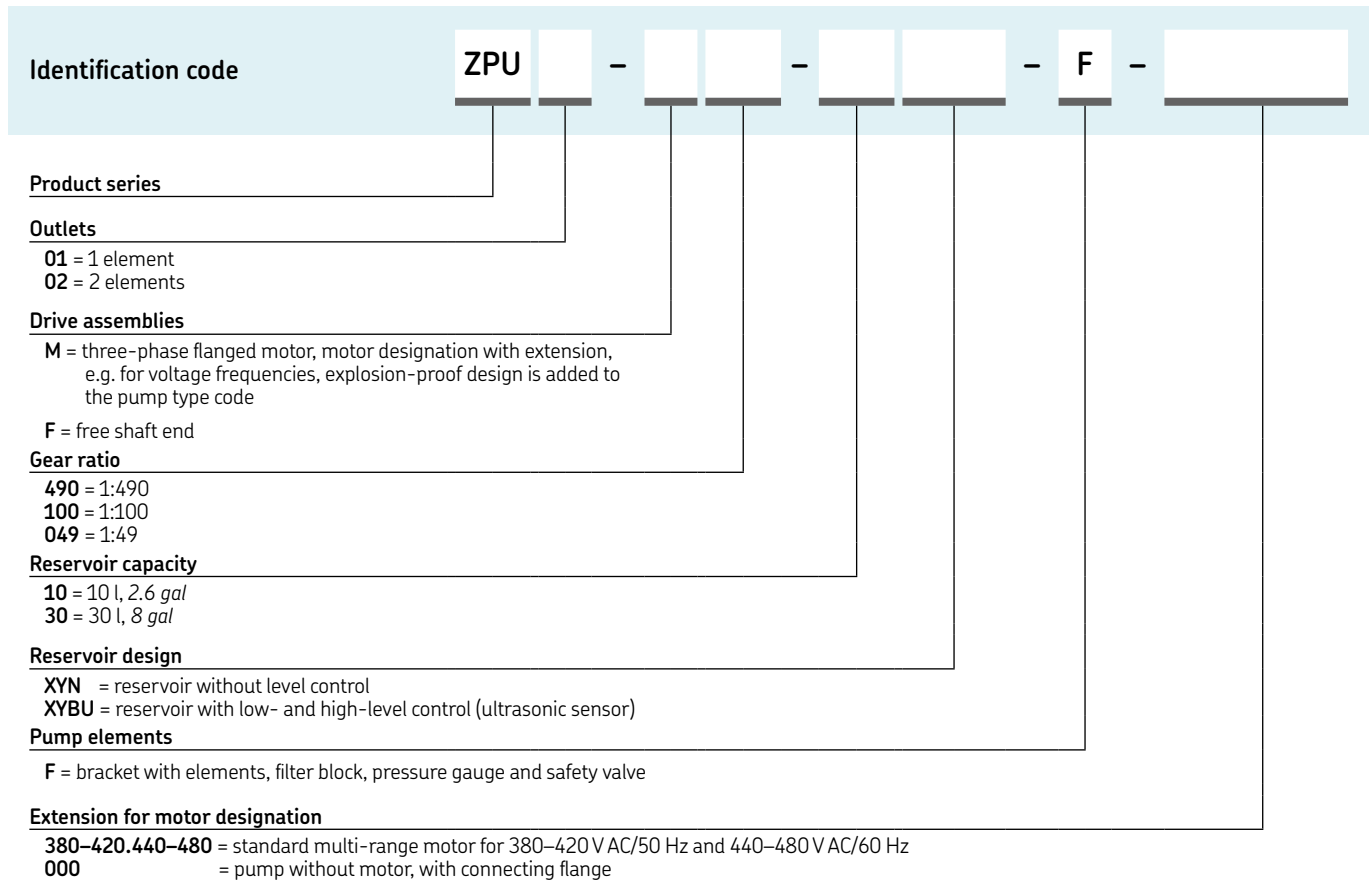 Identification code ZPU – – – F –
Product series
Outlets
01 = 1 element
02 = 2 elements
Drive assemblies
M = three-phase flanged motor, motor designation with extension,
e.g. for voltage frequencies, explosion-proof design is added to
the pump type code
F = free shaft end
Gear ratio
490 = 1:490
100 = 1:100
049 = 1:49
Reservoir capacity
10 = 10 l, 2.6 gal
30 = 30 l, 8 gal
Reservoir design
XYN = reservoir without level control
XYBU = reservoir with low- and high-level control (ultrasonic sensor)
Pump elements
F = bracket with elements, filter block, pressure gauge and safety valve
Extension for motor designation
380–420.440–480 = standard multi-range motor for 380–420 V AC/50 Hz and 440–480 V AC/60 Hz
000 = pump without motor, with connecting flange